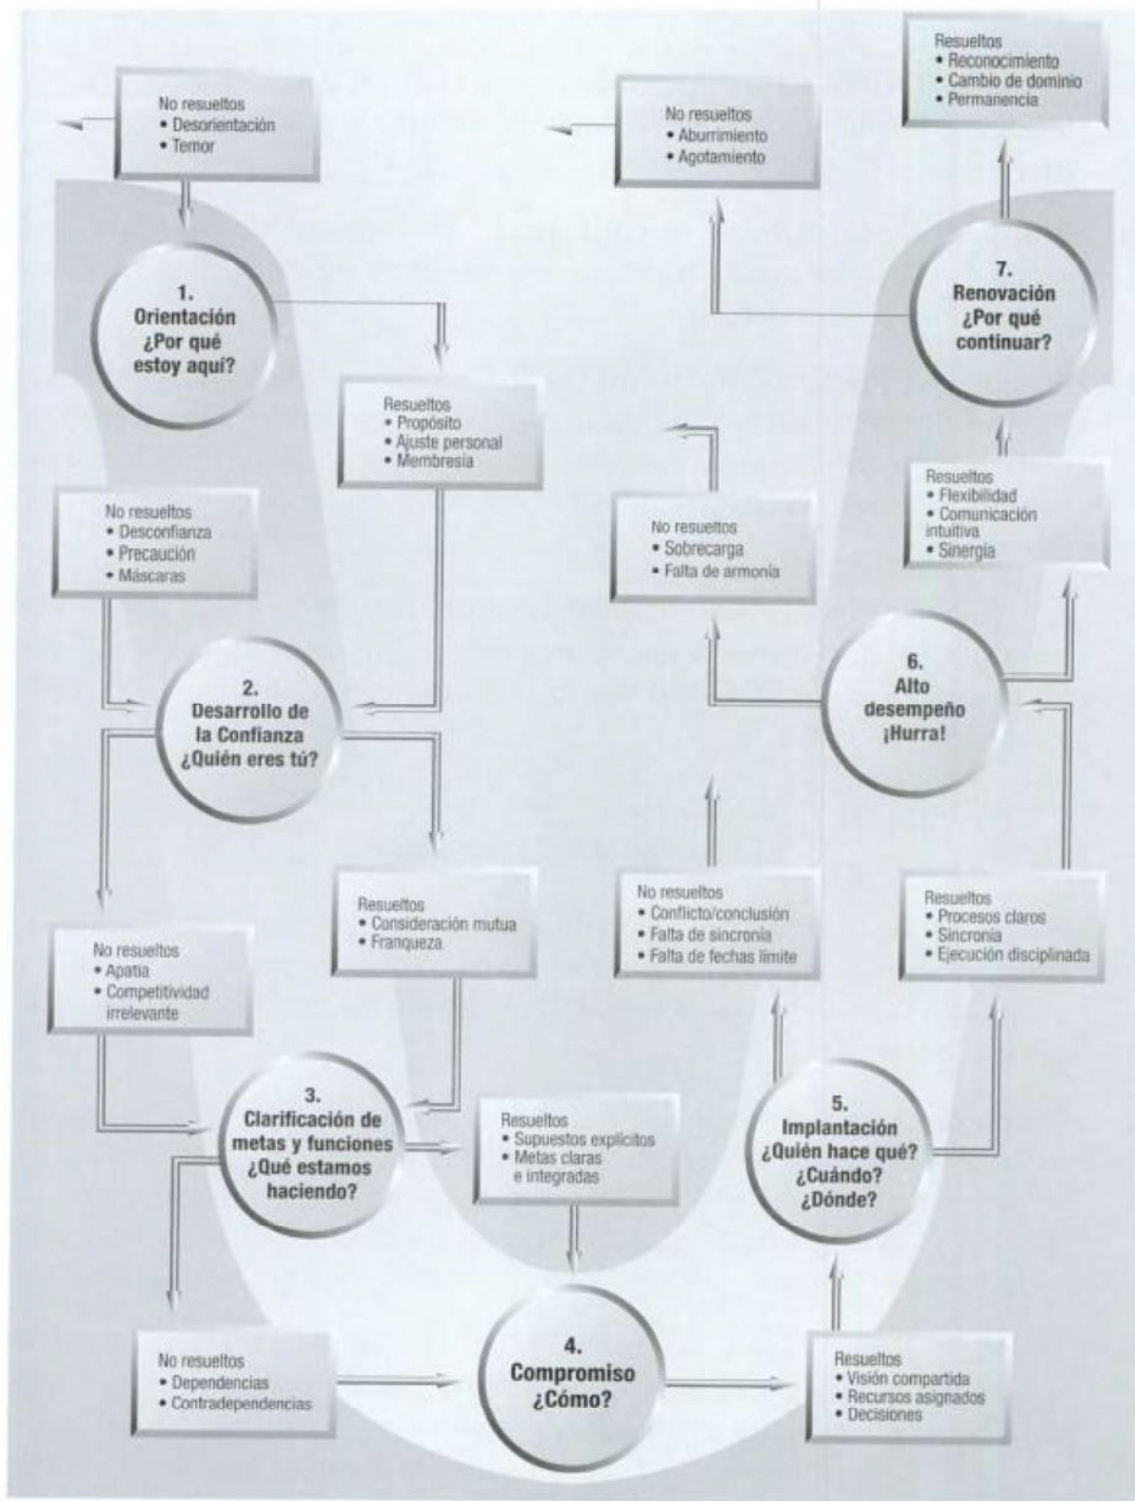 No resueltos
• Desorientación
• Temor
1.
Orientación
¿Por qué
estoy aquí?
Resueltos
• Propósito
• Ajuste personal
• Membresía
No resueltos
• Desconfianza
• Precaución
• Máscaras
2.
Desarrollo de
la Confianza
¿Quién eres tú?
No resueltos
• Apatía
• Competitividad
irrelevante
Resueltos
• Consideración mutua
• Franqueza
3.
Clarificación de
metas y funciones
¿Qué estamos
haciendo?
Resueltos
• Supuestos explícitos
• Metas claras
e integradas
No resueltos
• Dependencias
• Contradependencias
4.
Compromiso
¿Cómo?
Resueltos
• Visión compartida
• Recursos asignados
• Decisiones
5.
Implantación
¿Quién hace qué?
¿Cuándo?
¿Dónde?
No resueltos
• Conflicto/conclusión
• Falta de sincronía
• Falta de fechas límite
Resueltos
• Procesos claros
• Sincronía
• Ejecución disciplinada
6.
Alto
desempeño
¡Hurra!
No resueltos
• Sobrecarga
• Falta de armonía
Resueltos
• Flexibilidad
• Comunicación
intuitiva
• Sinergia
7.
Renovación
¿Por qué
continuar?
No resueltos
• Aburrimiento
• Agotamiento
Resueltos
• Reconocimiento
• Cambio de dominio
• Permanencia